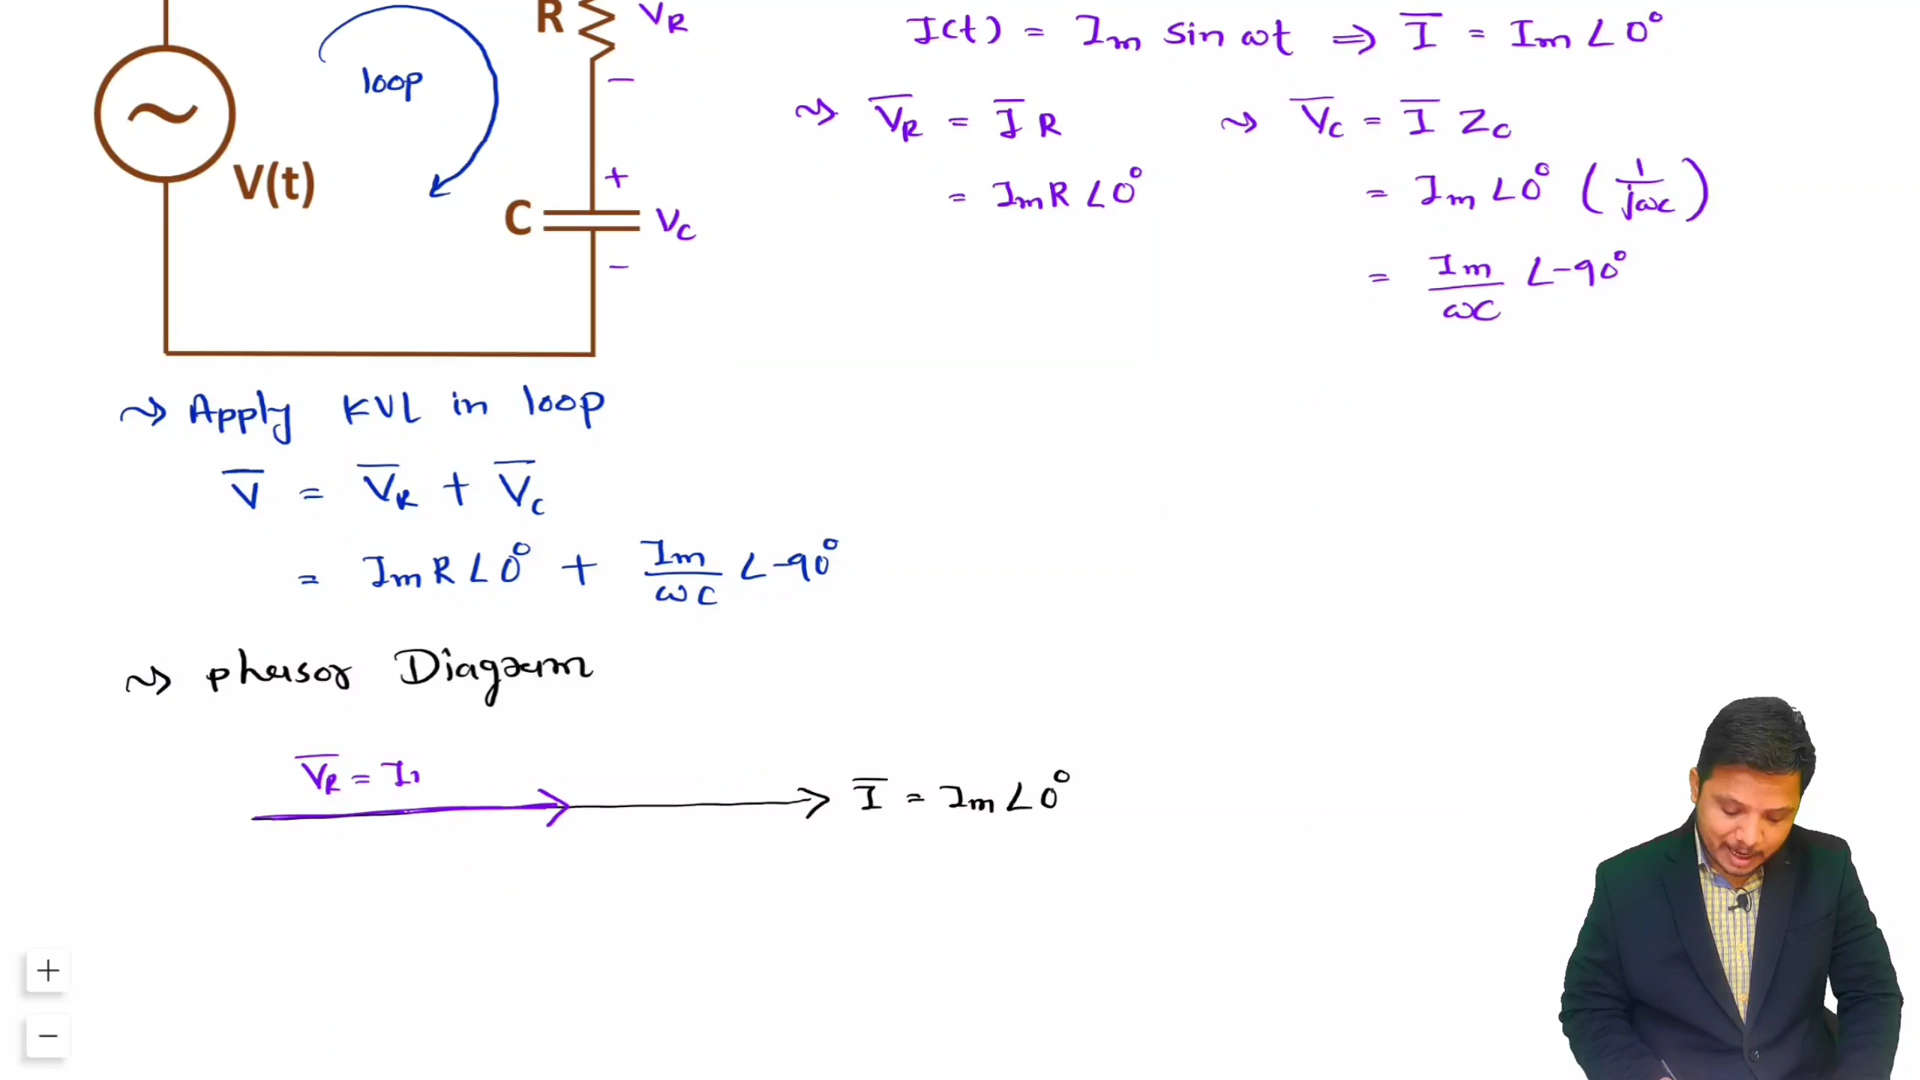 R
V_R
−
loop
V(t)
+
C
V_C
−
I(t) = I_m sin ωt ⇒ I̅ = I_m ∠0°
⇝ V̅_R = I̅ R
= I_m R ∠0°
⇝ V̅_C = I̅ Z_C
= I_m ∠0° (1/jωC)
= I_m/ωC ∠-90°
⇝ Apply KVL in loop
V̅ = V̅_R + V̅_C
= I_m R ∠0° + I_m/ωC ∠-90°
⇝ phasor Diagram
V̅_R = I
I̅ = I_m ∠0°
+
−